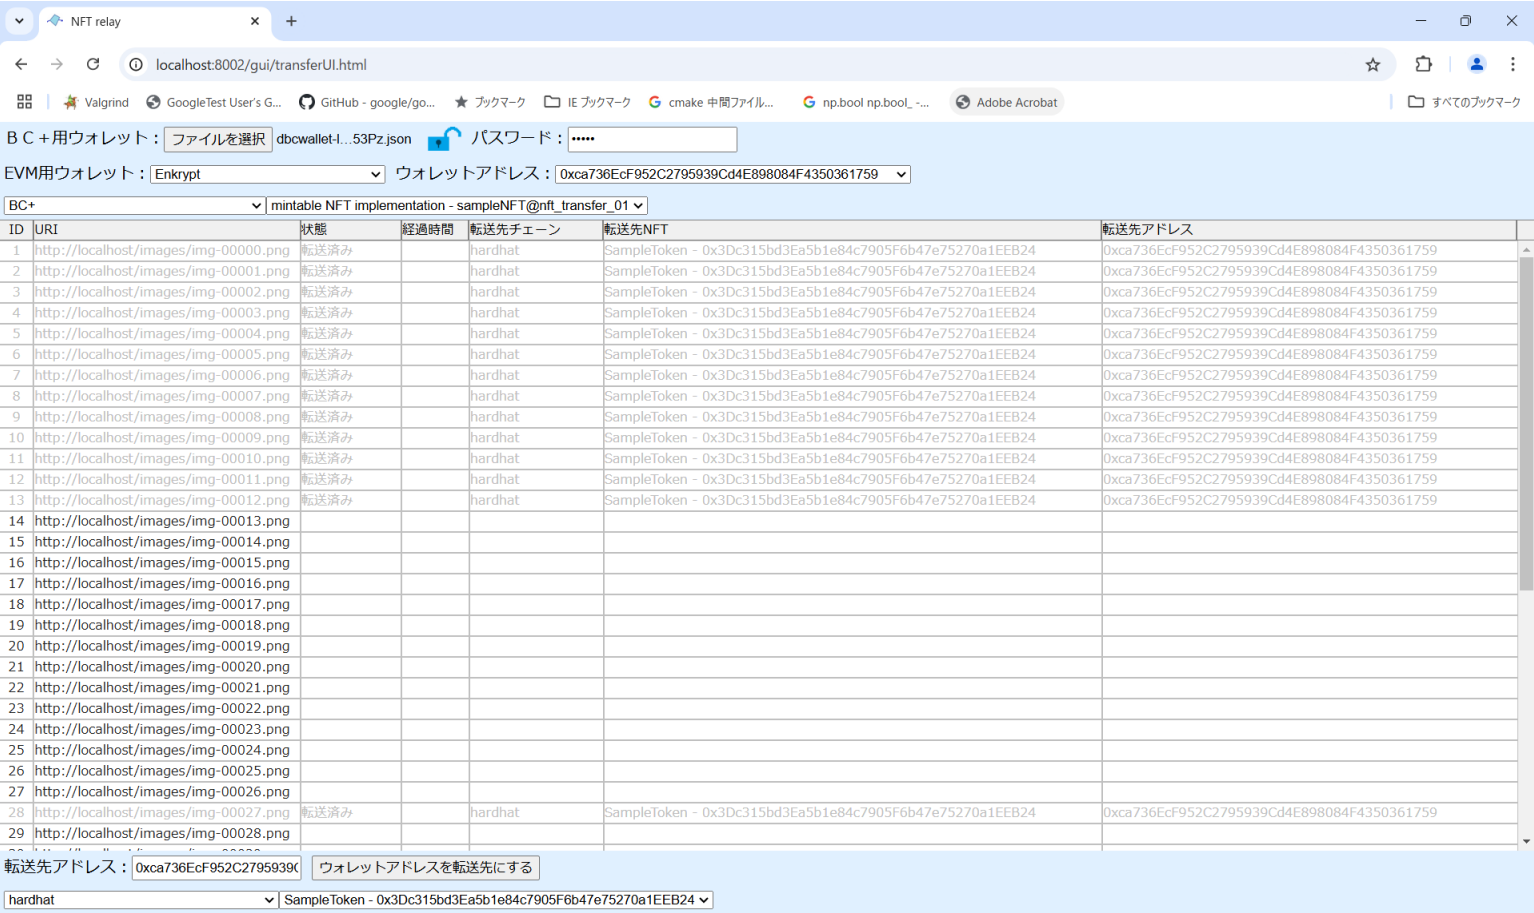 NFT relay
localhost:8002/gui/transferUI.html
Valgrind GoogleTest User's G... GitHub - google/go... ブックマーク IE ブックマーク cmake 中間ファイル... np.bool np.bool_ -... Adobe Acrobat すべてのブックマーク
ＢＣ＋用ウォレット： ファイルを選択 dbcwallet-l...53Pz.json パスワード： •••••
EVM用ウォレット： Enkrypt ウォレットアドレス： 0xca736EcF952C2795939Cd4E898084F4350361759
BC+ mintable NFT implementation - sampleNFT@nft_transfer_01
ID URI 状態 経過時間 転送先チェーン 転送先NFT 転送先アドレス
1 http://localhost/images/img-00000.png 転送済み hardhat SampleToken - 0x3Dc315bd3Ea5b1e84c7905F6b47e75270a1EEB24 0xca736EcF952C2795939Cd4E898084F4350361759
2 http://localhost/images/img-00001.png 転送済み hardhat SampleToken - 0x3Dc315bd3Ea5b1e84c7905F6b47e75270a1EEB24 0xca736EcF952C2795939Cd4E898084F4350361759
3 http://localhost/images/img-00002.png 転送済み hardhat SampleToken - 0x3Dc315bd3Ea5b1e84c7905F6b47e75270a1EEB24 0xca736EcF952C2795939Cd4E898084F4350361759
4 http://localhost/images/img-00003.png 転送済み hardhat SampleToken - 0x3Dc315bd3Ea5b1e84c7905F6b47e75270a1EEB24 0xca736EcF952C2795939Cd4E898084F4350361759
5 http://localhost/images/img-00004.png 転送済み hardhat SampleToken - 0x3Dc315bd3Ea5b1e84c7905F6b47e75270a1EEB24 0xca736EcF952C2795939Cd4E898084F4350361759
6 http://localhost/images/img-00005.png 転送済み hardhat SampleToken - 0x3Dc315bd3Ea5b1e84c7905F6b47e75270a1EEB24 0xca736EcF952C2795939Cd4E898084F4350361759
7 http://localhost/images/img-00006.png 転送済み hardhat SampleToken - 0x3Dc315bd3Ea5b1e84c7905F6b47e75270a1EEB24 0xca736EcF952C2795939Cd4E898084F4350361759
8 http://localhost/images/img-00007.png 転送済み hardhat SampleToken - 0x3Dc315bd3Ea5b1e84c7905F6b47e75270a1EEB24 0xca736EcF952C2795939Cd4E898084F4350361759
9 http://localhost/images/img-00008.png 転送済み hardhat SampleToken - 0x3Dc315bd3Ea5b1e84c7905F6b47e75270a1EEB24 0xca736EcF952C2795939Cd4E898084F4350361759
10 http://localhost/images/img-00009.png 転送済み hardhat SampleToken - 0x3Dc315bd3Ea5b1e84c7905F6b47e75270a1EEB24 0xca736EcF952C2795939Cd4E898084F4350361759
11 http://localhost/images/img-00010.png 転送済み hardhat SampleToken - 0x3Dc315bd3Ea5b1e84c7905F6b47e75270a1EEB24 0xca736EcF952C2795939Cd4E898084F4350361759
12 http://localhost/images/img-00011.png 転送済み hardhat SampleToken - 0x3Dc315bd3Ea5b1e84c7905F6b47e75270a1EEB24 0xca736EcF952C2795939Cd4E898084F4350361759
13 http://localhost/images/img-00012.png 転送済み hardhat SampleToken - 0x3Dc315bd3Ea5b1e84c7905F6b47e75270a1EEB24 0xca736EcF952C2795939Cd4E898084F4350361759
14 http://localhost/images/img-00013.png
15 http://localhost/images/img-00014.png
16 http://localhost/images/img-00015.png
17 http://localhost/images/img-00016.png
18 http://localhost/images/img-00017.png
19 http://localhost/images/img-00018.png
20 http://localhost/images/img-00019.png
21 http://localhost/images/img-00020.png
22 http://localhost/images/img-00021.png
23 http://localhost/images/img-00022.png
24 http://localhost/images/img-00023.png
25 http://localhost/images/img-00024.png
26 http://localhost/images/img-00025.png
27 http://localhost/images/img-00026.png
28 http://localhost/images/img-00027.png 転送済み hardhat SampleToken - 0x3Dc315bd3Ea5b1e84c7905F6b47e75270a1EEB24 0xca736EcF952C2795939Cd4E898084F4350361759
29 http://localhost/images/img-00028.png
転送先アドレス： 0xca736EcF952C2795939( ウォレットアドレスを転送先にする
hardhat SampleToken - 0x3Dc315bd3Ea5b1e84c7905F6b47e75270a1EEB24